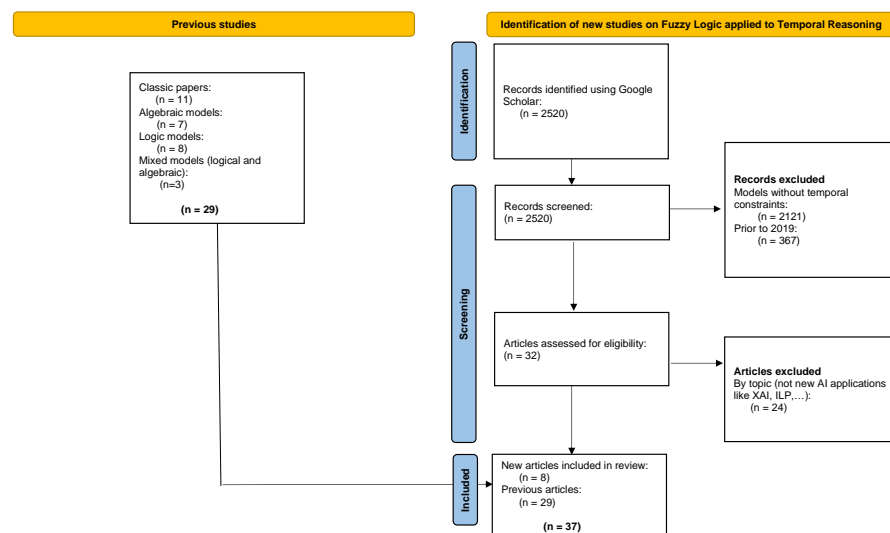 Previous studies
Identification of new studies on Fuzzy Logic applied to Temporal Reasoning
Classic papers:
(n = 11)
Algebraic models:
(n = 7)
Logic models:
(n = 8)
Mixed models (logical and
algebraic):
(n=3)
(n = 29)
Identification
Records identified using Google
Scholar:
(n = 2520)
Screening
Records screened:
(n = 2520)
Records excluded
Models without temporal
constraints:
(n = 2121)
Prior to 2019:
(n = 367)
Articles assessed for eligibility:
(n = 32)
Articles excluded
By topic (not new AI applications
like XAI, ILP,...):
(n = 24)
Included
New articles included in review:
(n = 8)
Previous articles:
(n = 29)
(n = 37)